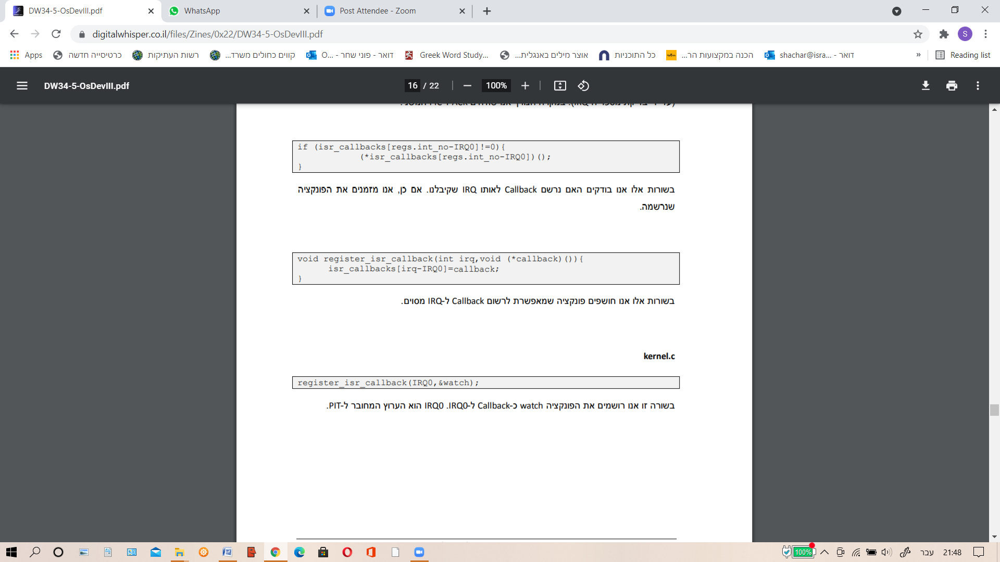 DW34-5-OsDevIII.pdf
WhatsApp
Post Attendee - Zoom
digitalwhisper.co.il/files/Zines/0x22/DW34-5-OsDevIII.pdf
S
Apps
כרטיסייה חדשה
רשות העתיקות
קווים כחולים משרד...
דואר - פוני שחר - O...
Greek Word Study...
אוצר מילים באנגלית...
כל התוכניות
הכנה במקצועות הר...
דואר - shachar@isra...
»
Reading list
DW34-5-OsDevIII.pdf
16 / 22
100%
if (isr_callbacks[regs.int_no-IRQ0]!=0){
(*isr_callbacks[regs.int_no-IRQ0])();
}
בשורות אלו אנו בודקים האם נרשם Callback לאותו IRQ שקיבלנו. אם כן, אנו מזמנים את הפונקציה
שנרשמה.
void register_isr_callback(int irq,void (*callback)()){
isr_callbacks[irq-IRQ0]=callback;
}
בשורות אלו אנו חושפים פונקציה שמאפשרת לרשום Callback ל-IRQ מסוים.
kernel.c
register_isr_callback(IRQ0,&watch);
בשורה זו אנו רושמים את הפונקציה watch כ-Callback ל-IRQ0. IRQ0 הוא הערוץ המחובר ל-PIT.
100%
עבר
21:48